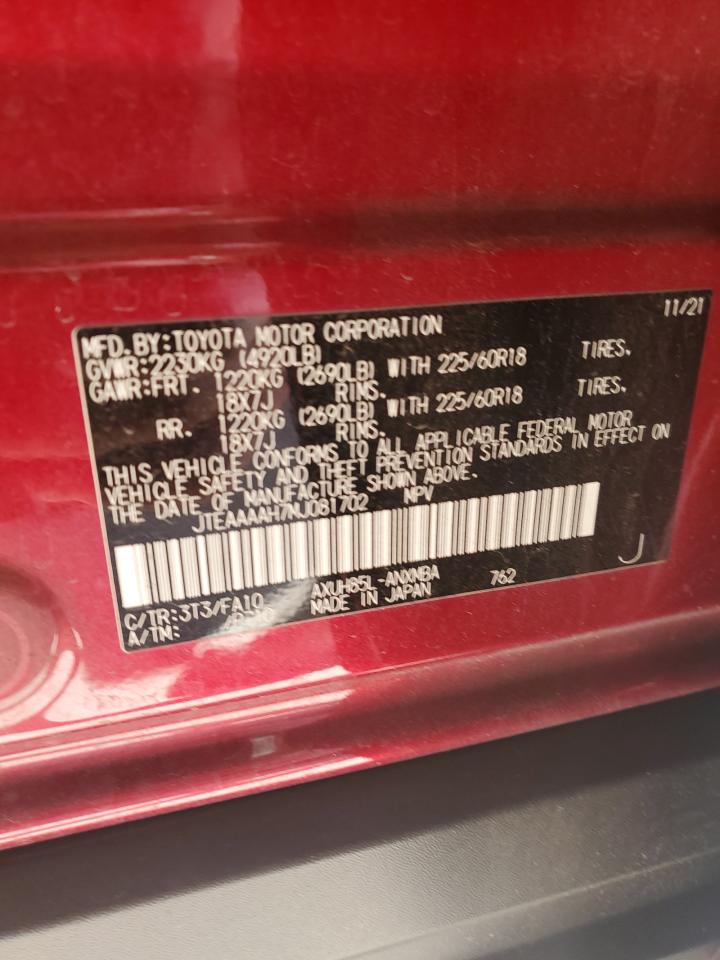 11/21
MFD.BY:TOYOTA MOTOR CORPORATION
GVWR:2230KG (4920LB)
GAWR:FRT. 1220KG (2690LB) WITH 225/60R18 TIRES,
18X7J RIMS,
RR. 1220KG (2690LB) WITH 225/60R18 TIRES,
18X7J RIMS,
THIS VEHICLE CONFORMS TO ALL APPLICABLE FEDERAL MOTOR
VEHICLE SAFETY AND THEFT PREVENTION STANDARDS IN EFFECT ON
THE DATE OF MANUFACTURE SHOWN ABOVE.
JTEAAAAH7NJ081702 MPV
C/TR:3T3/FA10 AXUH85L-ANXNBA 762
A/TM: MADE IN JAPAN
J